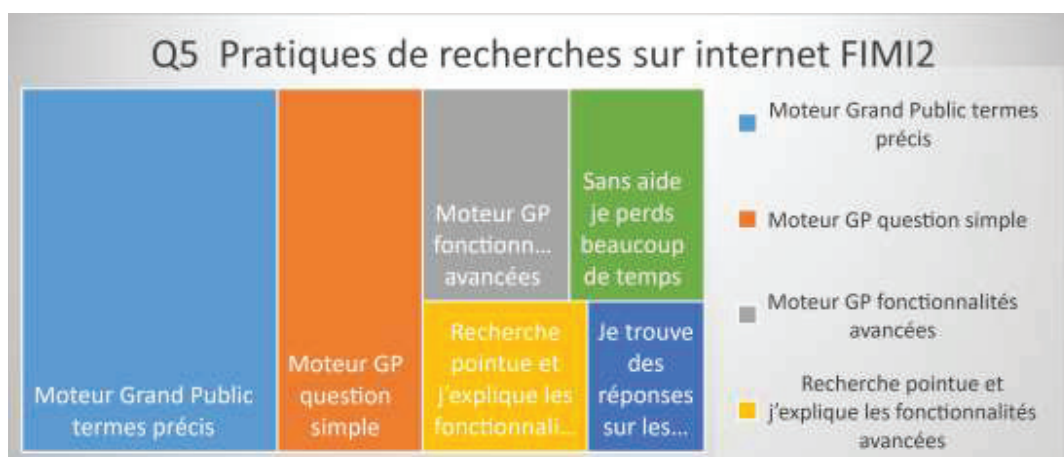 Q5 Pratiques de recherches sur internet FIMI2
Moteur Grand Public
termes précis
Moteur GP
question
simple
Moteur GP
fonctionn...
avancées
Sans aide
je perds
beaucoup
de temps
Recherche
pointue et
j'explique les
fonctionnali...
Je trouve
des
réponses
sur les...
Moteur Grand Public termes
précis
Moteur GP question simple
Moteur GP fonctionnalités
avancées
Recherche pointue et
j'explique les fonctionnalités
avancées